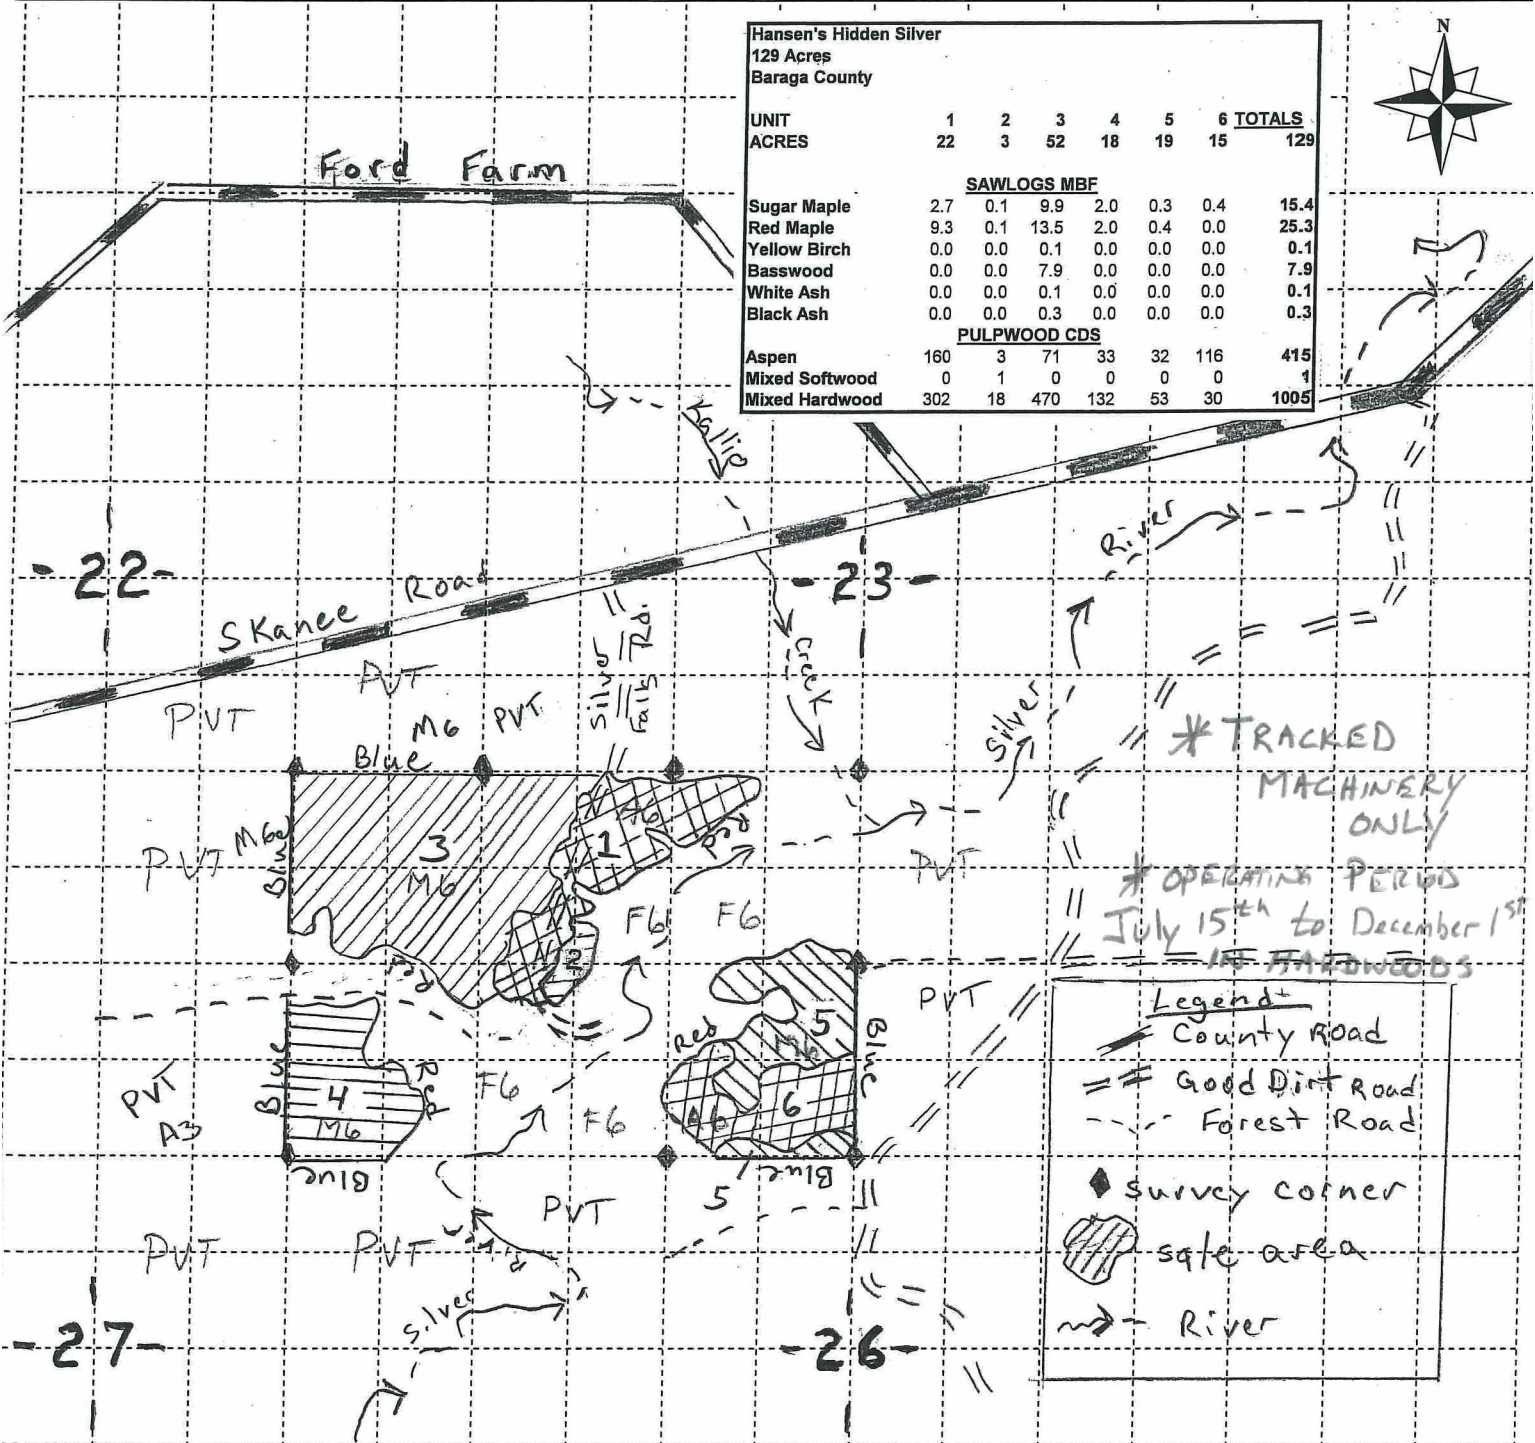 Hansen's Hidden Silver
129 Acres
Baraga County
UNIT 1 2 3 4 5 6 TOTALS
ACRES 22 3 52 18 19 15 129
SAWLOGS MBF
Sugar Maple 2.7 0.1 9.9 2.0 0.3 0.4 15.4
Red Maple 9.3 0.1 13.5 2.0 0.4 0.0 25.3
Yellow Birch 0.0 0.0 0.1 0.0 0.0 0.0 0.1
Basswood 0.0 0.0 7.9 0.0 0.0 0.0 7.9
White Ash 0.0 0.0 0.1 0.0 0.0 0.0 0.1
Black Ash 0.0 0.0 0.3 0.0 0.0 0.0 0.3
PULPWOOD CDS
Aspen 160 3 71 33 32 116 415
Mixed Softwood 0 1 0 0 0 0 1
Mixed Hardwood 302 18 470 132 53 30 1005
N
Ford Farm
Kallio
Creek
River
-22-
-23-
Skanee Road
Silver Falls Rd.
PVT
PVT
M6
PVT
Blue
Silver
* TRACKED
MACHINERY
ONLY
* OPERATING PERIOD
July 15th to December 1st
IN HARDWOODS
PVT
M6
Blue
3
M6
1
A6
Red
PVT
F6
F6
2
Red
PVT
5
M6
Red
Blue
Blue
4
M6
Red
F6
F6
A6
6
PVT
A3
Blue
Blue
5
PVT
PVT
PVT
River
Silver
-27-
-26-
Legend
County Road
Good Dirt Road
Forest Road
survey corner
sale area
River